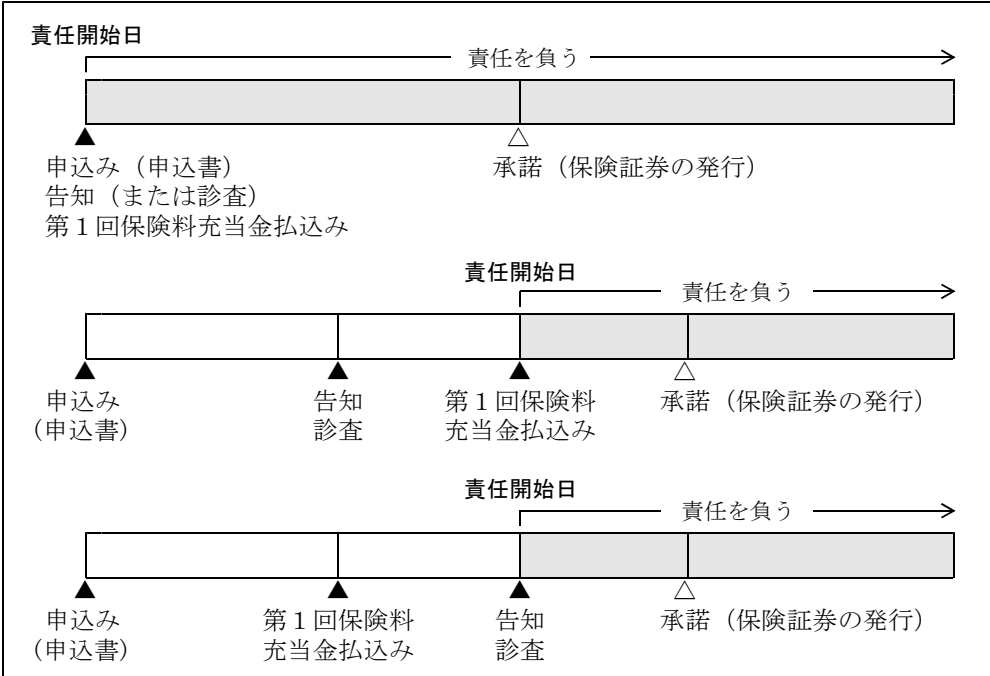 責任開始日
責任を負う
申込み（申込書）
告知（または診査）
第１回保険料充当金払込み
承諾（保険証券の発行）
責任開始日
責任を負う
申込み
（申込書）
告知
診査
第１回保険料
充当金払込み
承諾（保険証券の発行）
責任開始日
責任を負う
申込み
（申込書）
第１回保険料
充当金払込み
告知
診査
承諾（保険証券の発行）